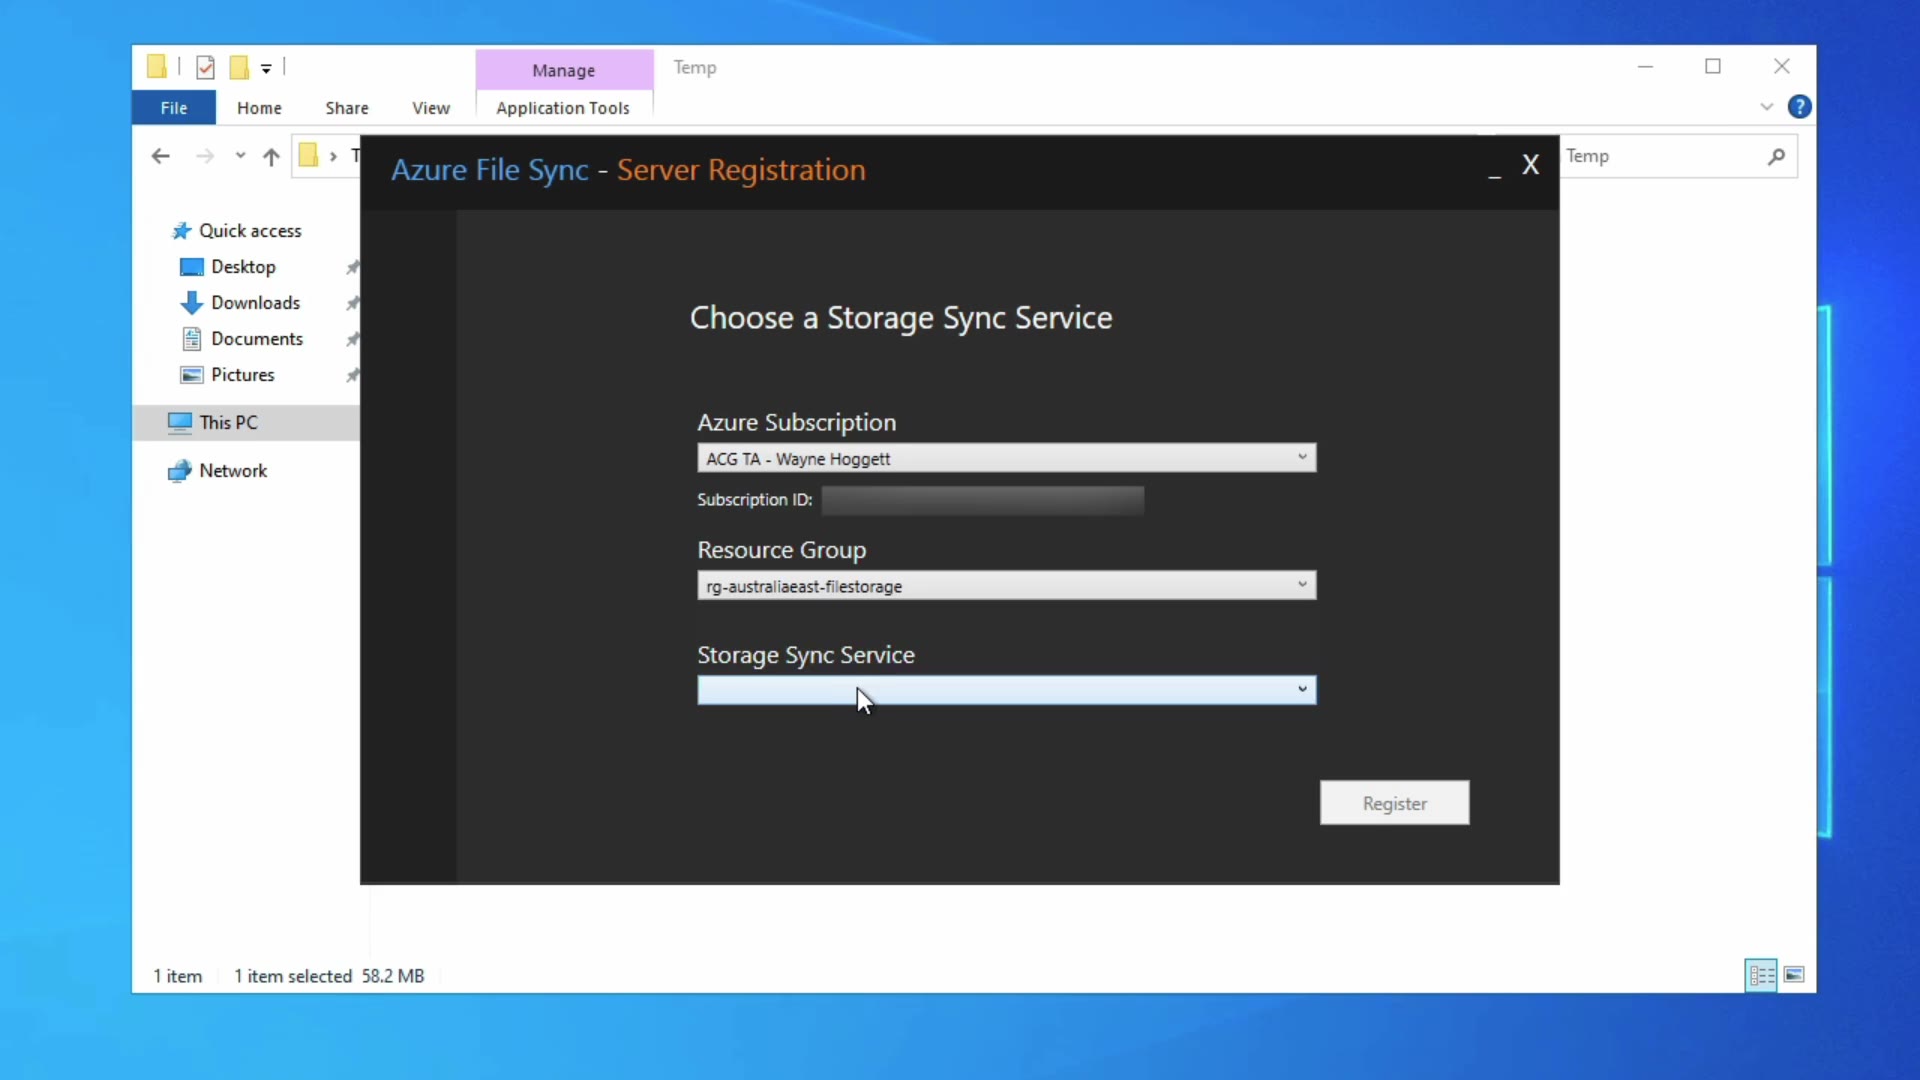 Manage
Temp
File
Home
Share
View
Application Tools
Temp
Azure File Sync - Server Registration
X
Quick access
Desktop
Downloads
Documents
Pictures
This PC
Network
Choose a Storage Sync Service
Azure Subscription
ACG TA - Wayne Hoggett
Subscription ID:
Resource Group
rg-australiaeast-filestorage
Storage Sync Service
Register
1 item
1 item selected 58.2 MB